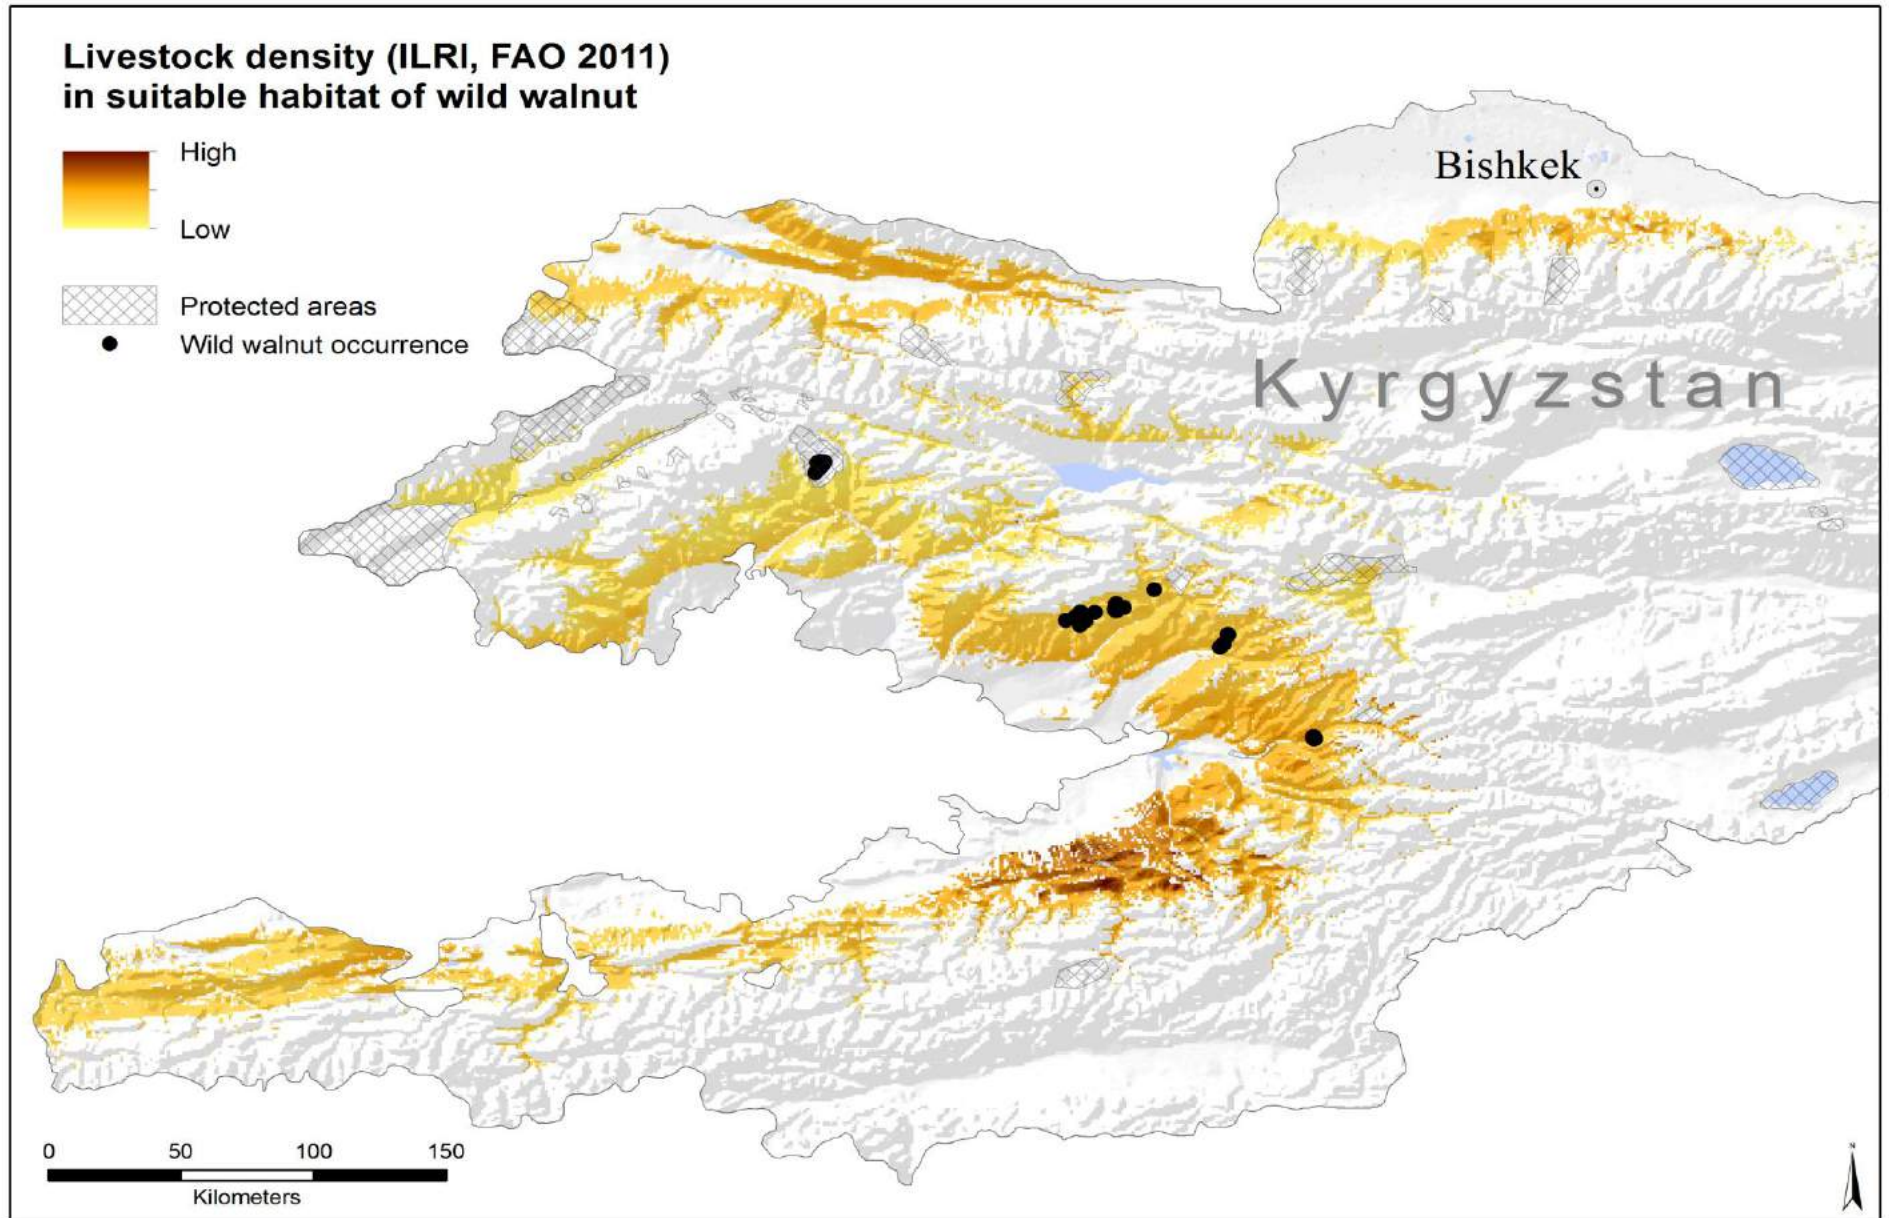 Livestock density (ILRI, FAO 2011)
in suitable habitat of wild walnut
High
Low
Protected areas
Wild walnut occurrence
Bishkek
Kyrgyzstan
0 50 100 150
Kilometers
N